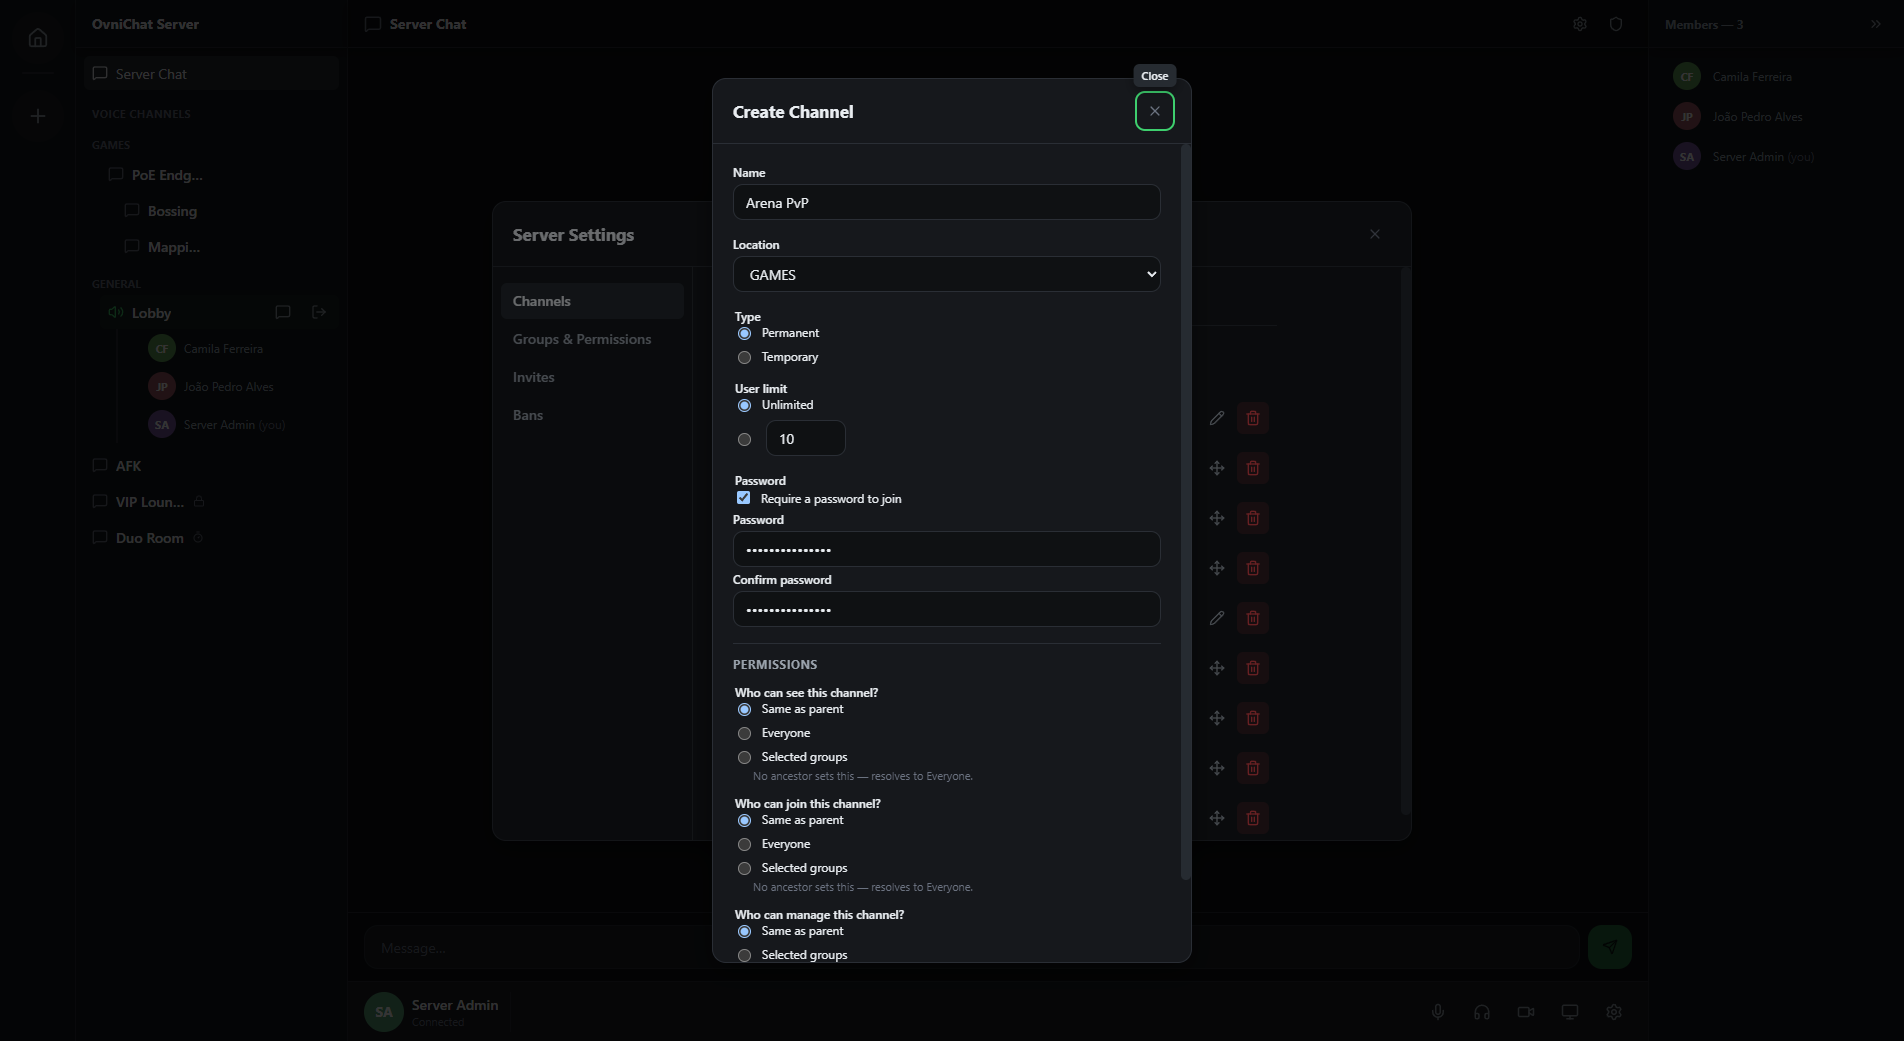 OvniChat Server
Server Chat
VOICE CHANNELS
GAMES
PoE Endg...
Bossing
Mappi...
GENERAL
Lobby
CF Camila Ferreira
JP João Pedro Alves
SA Server Admin (you)
AFK
VIP Loun...
Duo Room
Server Chat
Members — 3
CF Camila Ferreira
JP João Pedro Alves
SA Server Admin (you)
Server Settings
Channels
Groups & Permissions
Invites
Bans
Close
Create Channel
Name
Arena PvP
Location
GAMES
Type
Permanent
Temporary
User limit
Unlimited
10
Password
Require a password to join
Password
•••••••••••••••
Confirm password
•••••••••••••••
PERMISSIONS
Who can see this channel?
Same as parent
Everyone
Selected groups
No ancestor sets this — resolves to Everyone.
Who can join this channel?
Same as parent
Everyone
Selected groups
No ancestor sets this — resolves to Everyone.
Who can manage this channel?
Same as parent
Selected groups
Message...
SA Server Admin
Connected